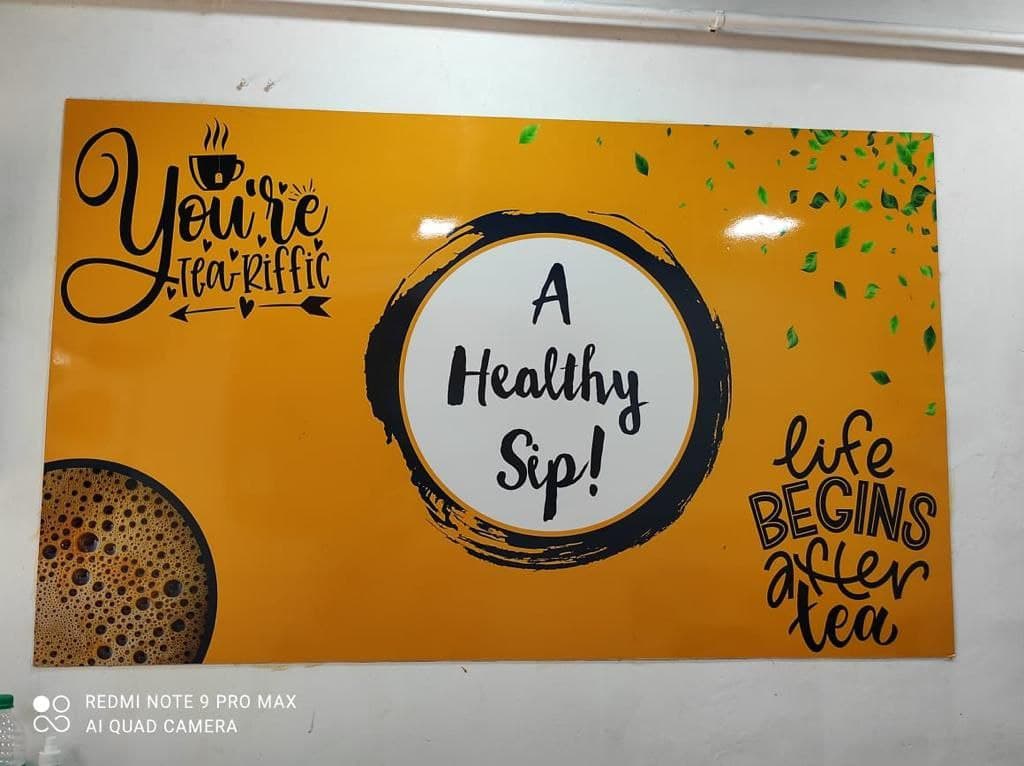 You're
Tea-Riffic
A
Healthy
Sip!
life
BEGINS
after
tea
REDMI NOTE 9 PRO MAX
AI QUAD CAMERA